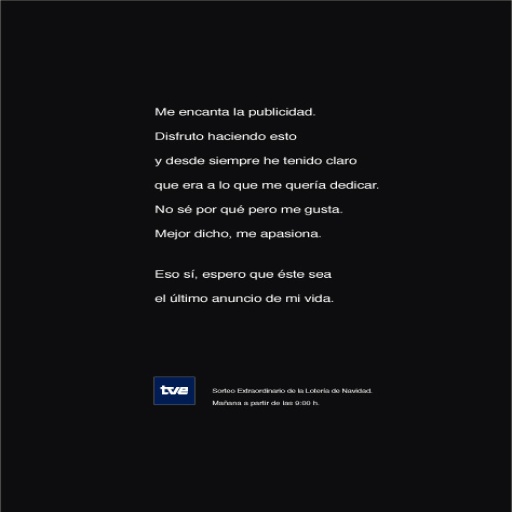 Me encanta la publicidad.
Disfruto haciendo esto
y desde siempre he tenido claro
que era a lo que me quería dedicar.
No sé por qué pero me gusta.
Mejor dicho, me apasiona.
Eso sí, espero que éste sea
el último anuncio de mi vida.
tve
Sorteo Extraordinario de la Lotería de Navidad.
Mañana a partir de las 9:00 h.